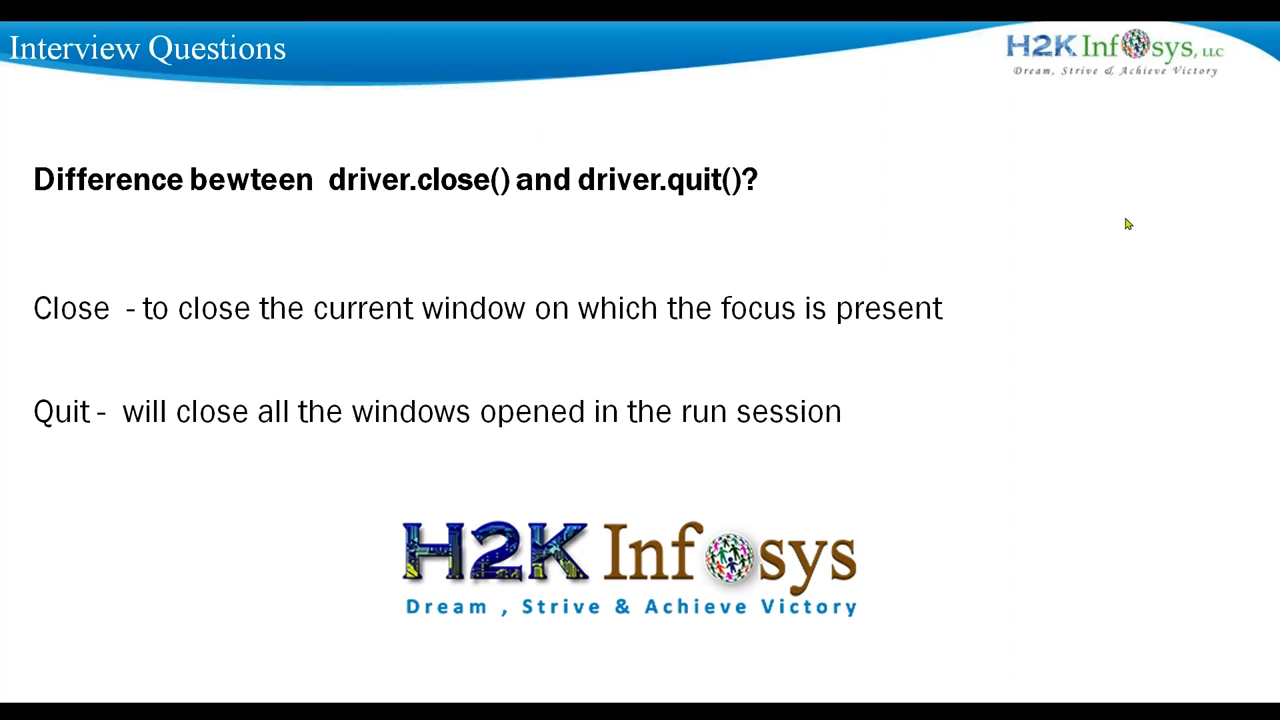 Interview Questions
H2K Infosys, LLC
Dream, Strive & Achieve Victory
Difference bewteen driver.close() and driver.quit()?
Close - to close the current window on which the focus is present
Quit - will close all the windows opened in the run session
H2K Infosys
Dream , Strive & Achieve Victory